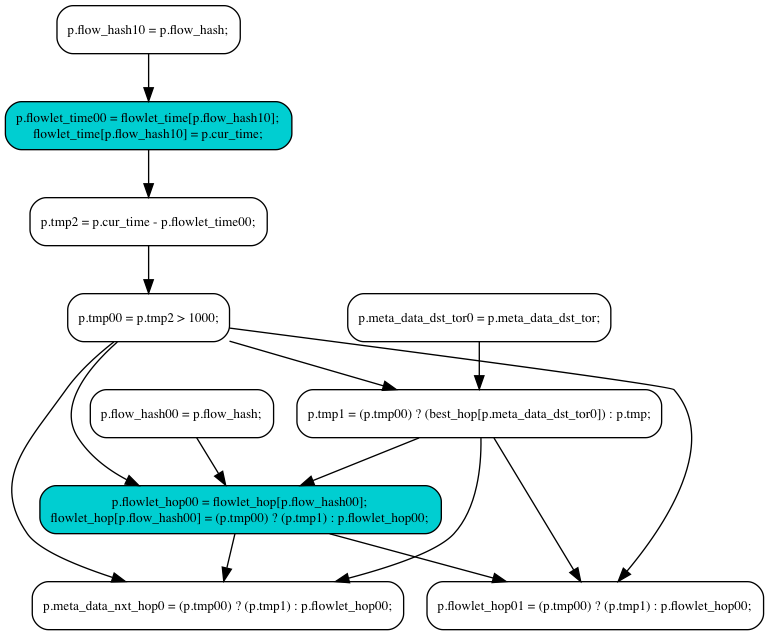 p.flow_hash10 = p.flow_hash;
p.flowlet_time00 = flowlet_time[p.flow_hash10];
flowlet_time[p.flow_hash10] = p.cur_time;
p.tmp2 = p.cur_time - p.flowlet_time00;
p.tmp00 = p.tmp2 > 1000;
p.meta_data_dst_tor0 = p.meta_data_dst_tor;
p.flow_hash00 = p.flow_hash;
p.tmp1 = (p.tmp00) ? (best_hop[p.meta_data_dst_tor0]) : p.tmp;
p.flowlet_hop00 = flowlet_hop[p.flow_hash00];
flowlet_hop[p.flow_hash00] = (p.tmp00) ? (p.tmp1) : p.flowlet_hop00;
p.meta_data_nxt_hop0 = (p.tmp00) ? (p.tmp1) : p.flowlet_hop00;
p.flowlet_hop01 = (p.tmp00) ? (p.tmp1) : p.flowlet_hop00;